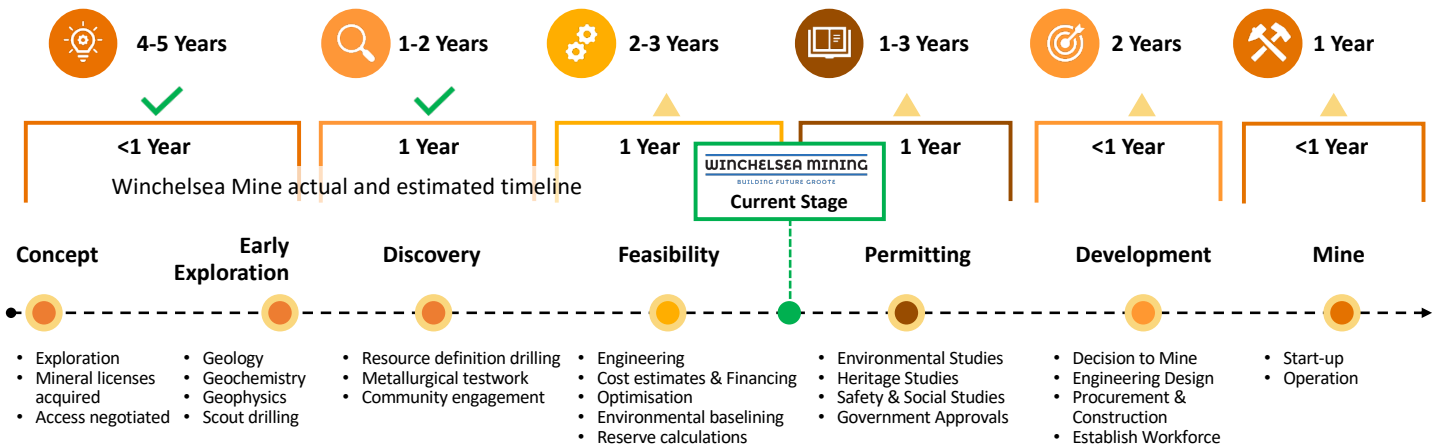 4-5 Years
1-2 Years
2-3 Years
1-3 Years
2 Years
1 Year
<1 Year
1 Year
1 Year
1 Year
<1 Year
<1 Year
Winchelsea Mine actual and estimated timeline
WINCHELSEA MINING
BUILDING FUTURE GROOTE
Current Stage
Concept
Early
Exploration
Discovery
Feasibility
Permitting
Development
Mine
• Exploration
• Mineral licenses
acquired
• Access negotiated
• Geology
• Geochemistry
• Geophysics
• Scout drilling
• Resource definition drilling
• Metallurgical testwork
• Community engagement
• Engineering
• Cost estimates & Financing
• Optimisation
• Environmental baselining
• Reserve calculations
• Environmental Studies
• Heritage Studies
• Safety & Social Studies
• Government Approvals
• Decision to Mine
• Engineering Design
• Procurement &
Construction
• Establish Workforce
• Start-up
• Operation